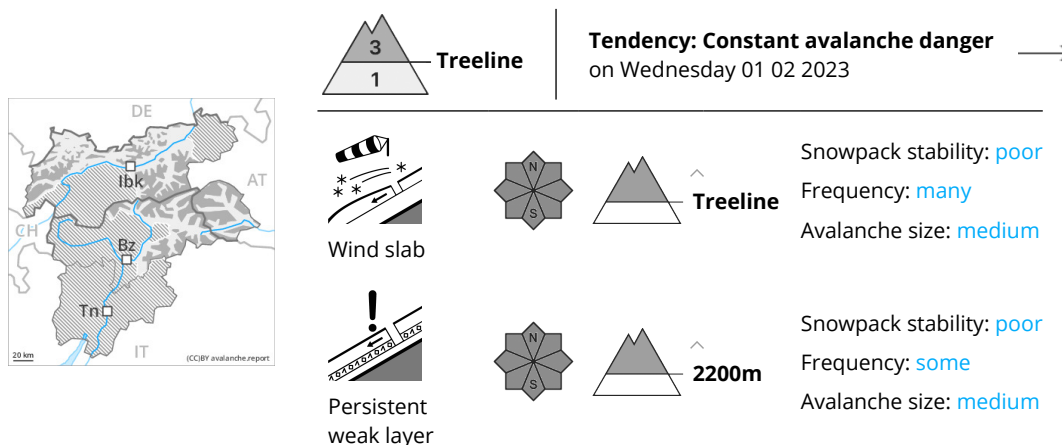 3
1
Treeline
Tendency: Constant avalanche danger
on Wednesday 01 02 2023
DE
Ibk
AT
CH
Bz
Tn
IT
20 km
(CC)BY avalanche.report
Wind slab
N
S
Treeline
Snowpack stability: poor
Frequency: many
Avalanche size: medium
Persistent
weak layer
N
S
2200m
Snowpack stability: poor
Frequency: some
Avalanche size: medium